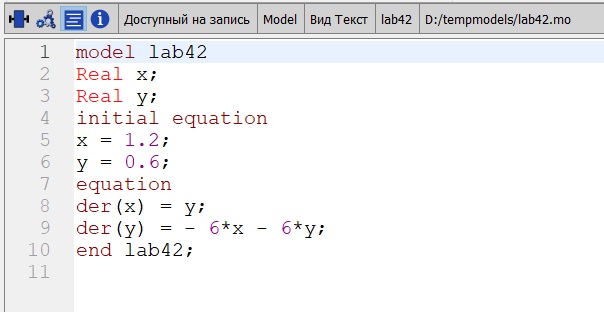 Доступный на запись Model Вид Текст lab42 D:/tempmodels/lab42.mo
1 model lab42
2 Real x;
3 Real y;
4 initial equation
5 x = 1.2;
6 y = 0.6;
7 equation
8 der(x) = y;
9 der(y) = - 6*x - 6*y;
10 end lab42;
11